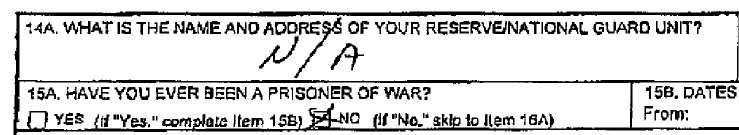 14A. WHAT IS THE NAME AND ADDRESS OF YOUR RESERVE/NATIONAL GUARD UNIT?
N/A
15A. HAVE YOU EVER BEEN A PRISONER OF WAR?
15B. DATES
YES (If "Yes," complete Item 15B) NO (If "No," skip to Item 16A)
From: